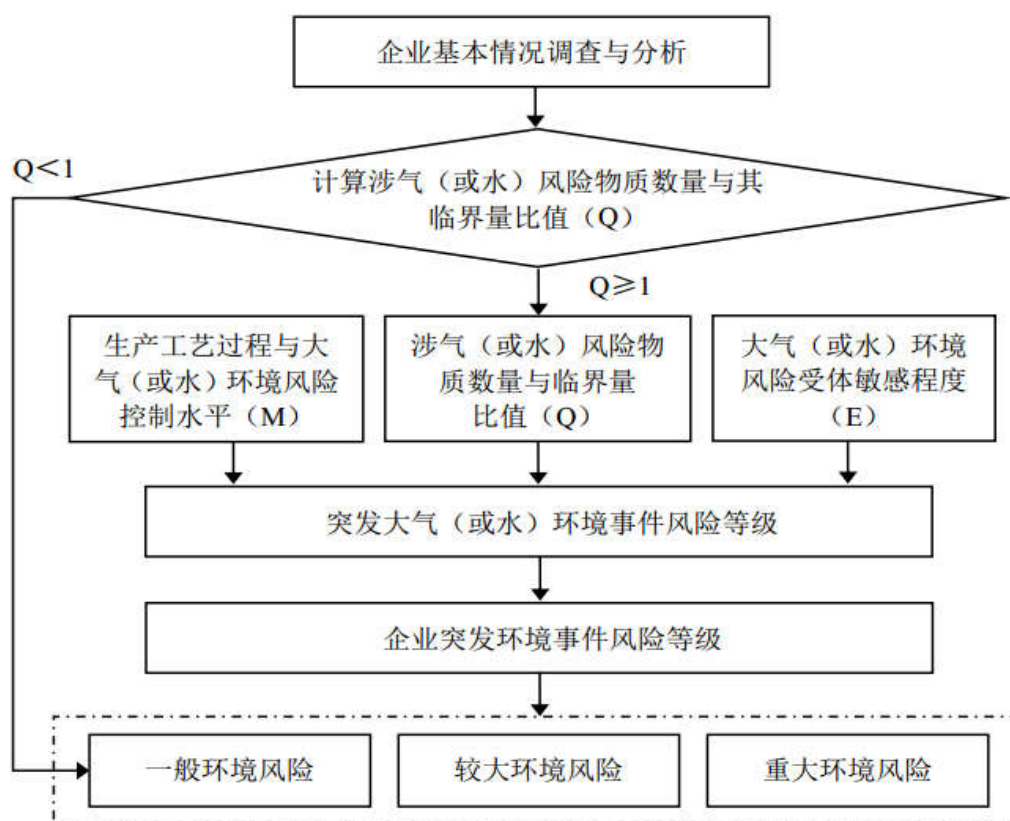 企业基本情况调查与分析
Q＜1
计算涉气（或水）风险物质数量与其
临界量比值（Q）
Q≥1
生产工艺过程与大
气（或水）环境风险
控制水平（M）
涉气（或水）风险物
质数量与临界量
比值（Q）
大气（或水）环境
风险受体敏感程度
（E）
突发大气（或水）环境事件风险等级
企业突发环境事件风险等级
一般环境风险
较大环境风险
重大环境风险